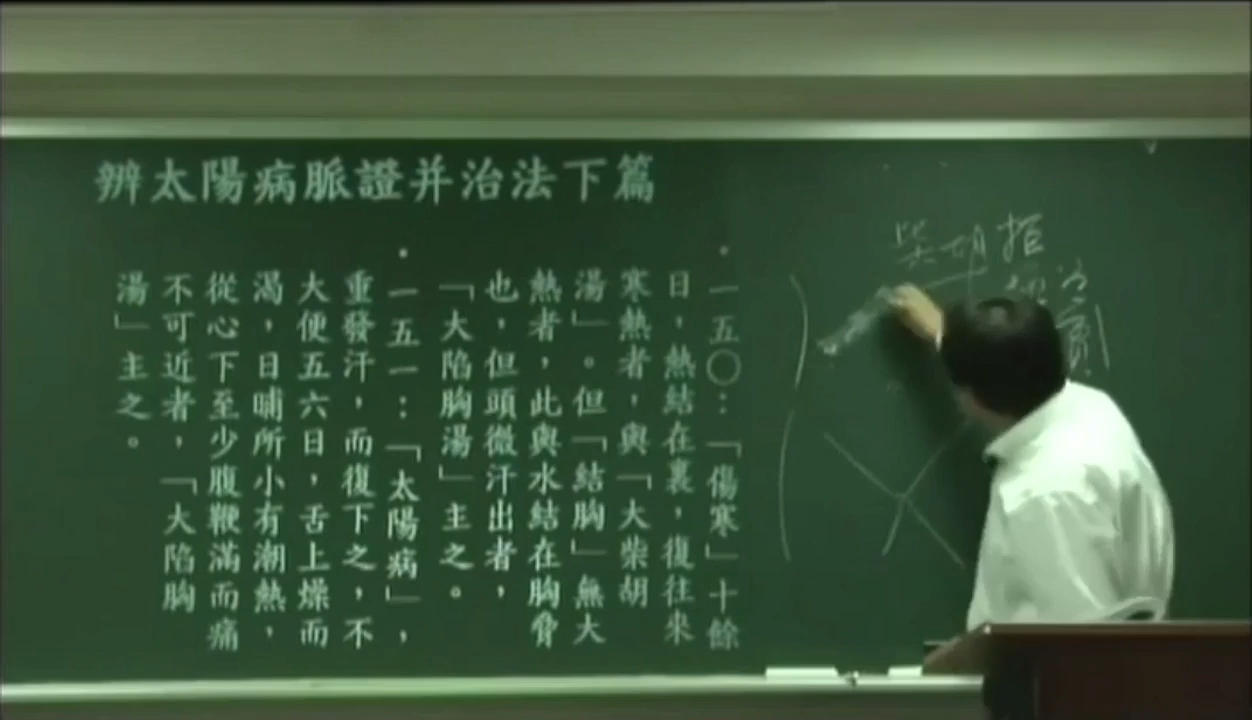 辨太陽病脈證并治法下篇
·一五〇：「傷寒」十餘
日，熱結在裏，復往來
寒熱者，與「大柴胡
湯」。但「結胸」無大
熱者，此與水結在胸脅
也，但頭微汗出者，
「大陷胸湯」主之。
·一五一：「太陽病」，
重發汗，而復下之，不
大便五六日，舌上燥而
渴，日晡所小有潮熱，
從心下至少腹鞕滿而痛
不可近者，「大陷胸
湯」主之。
柴胡